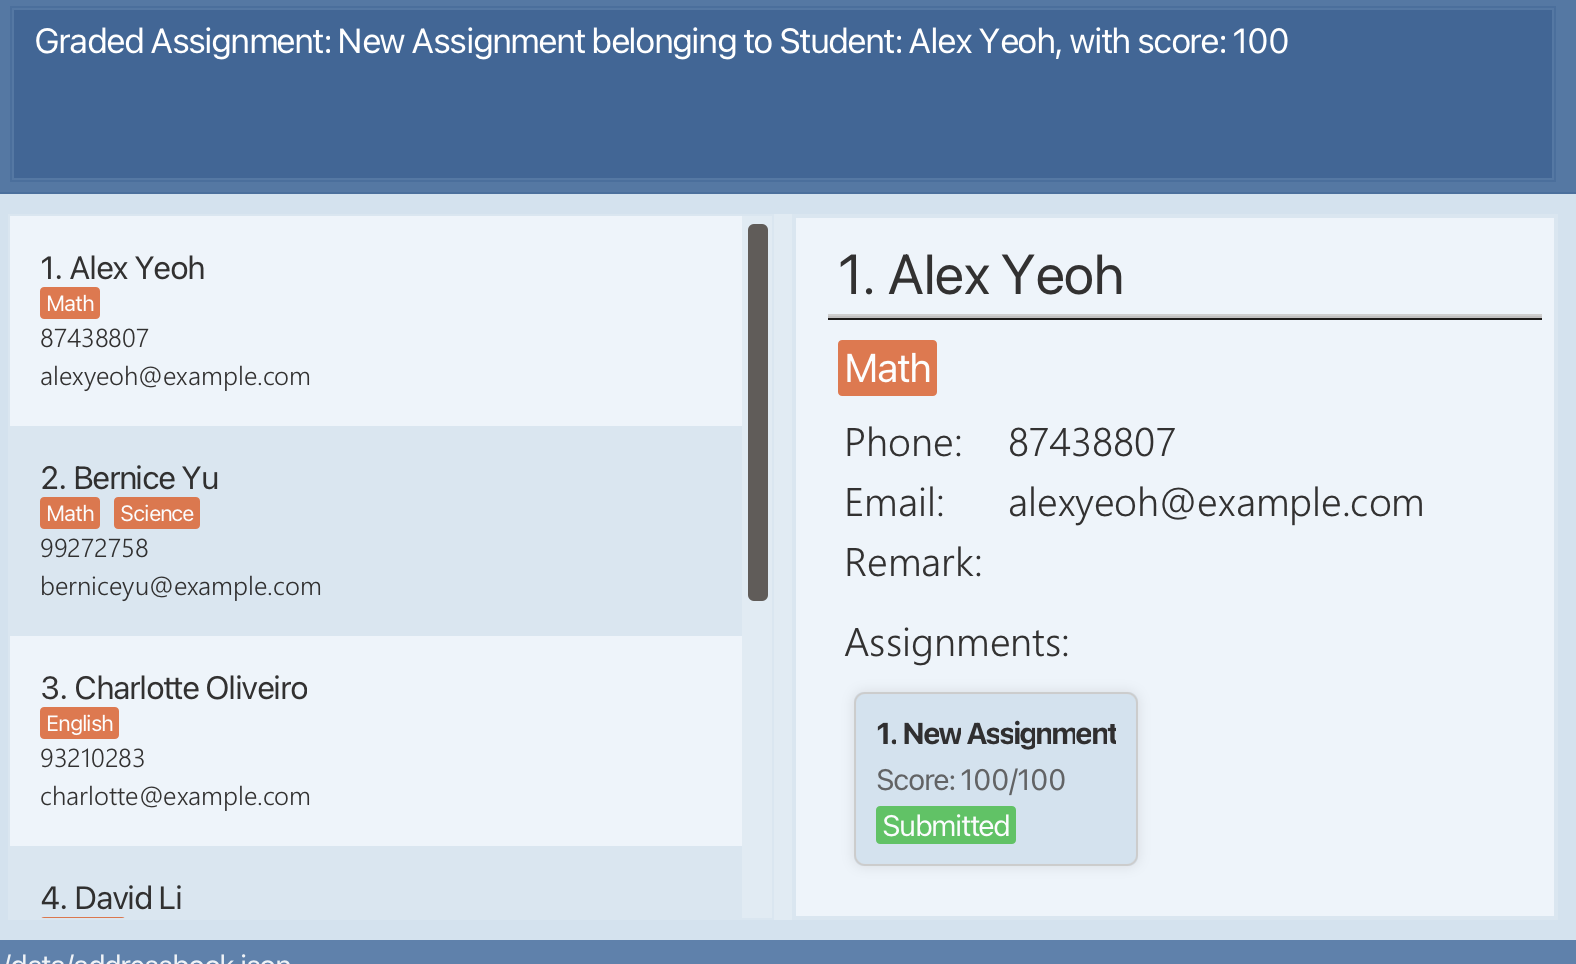 Graded Assignment: New Assignment belonging to Student: Alex Yeoh, with score: 100
1. Alex Yeoh
Math
87438807
alexyeoh@example.com
2. Bernice Yu
Math Science
99272758
berniceyu@example.com
3. Charlotte Oliveiro
English
93210283
charlotte@example.com
4. David Li
1. Alex Yeoh
Math
Phone: 87438807
Email: alexyeoh@example.com
Remark:
Assignments:
1. New Assignment
Score: 100/100
Submitted
/data/addressbook.json